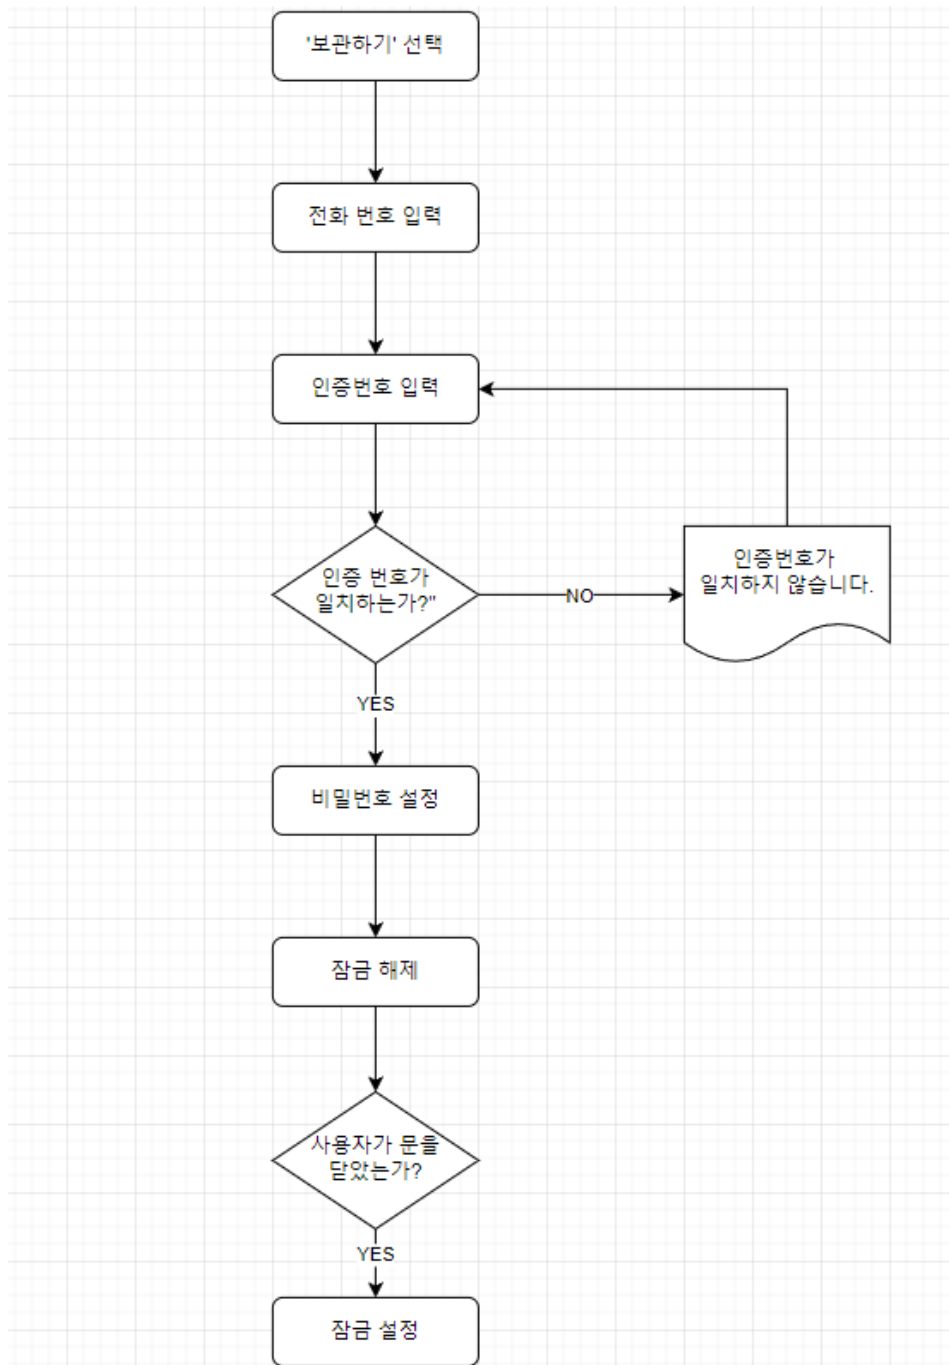 '보관하기' 선택
전화 번호 입력
인증번호 입력
인증 번호가
일치하는가?"
NO
인증번호가
일치하지 않습니다.
YES
비밀번호 설정
잠금 해제
사용자가 문을
닫았는가?
YES
잠금 설정